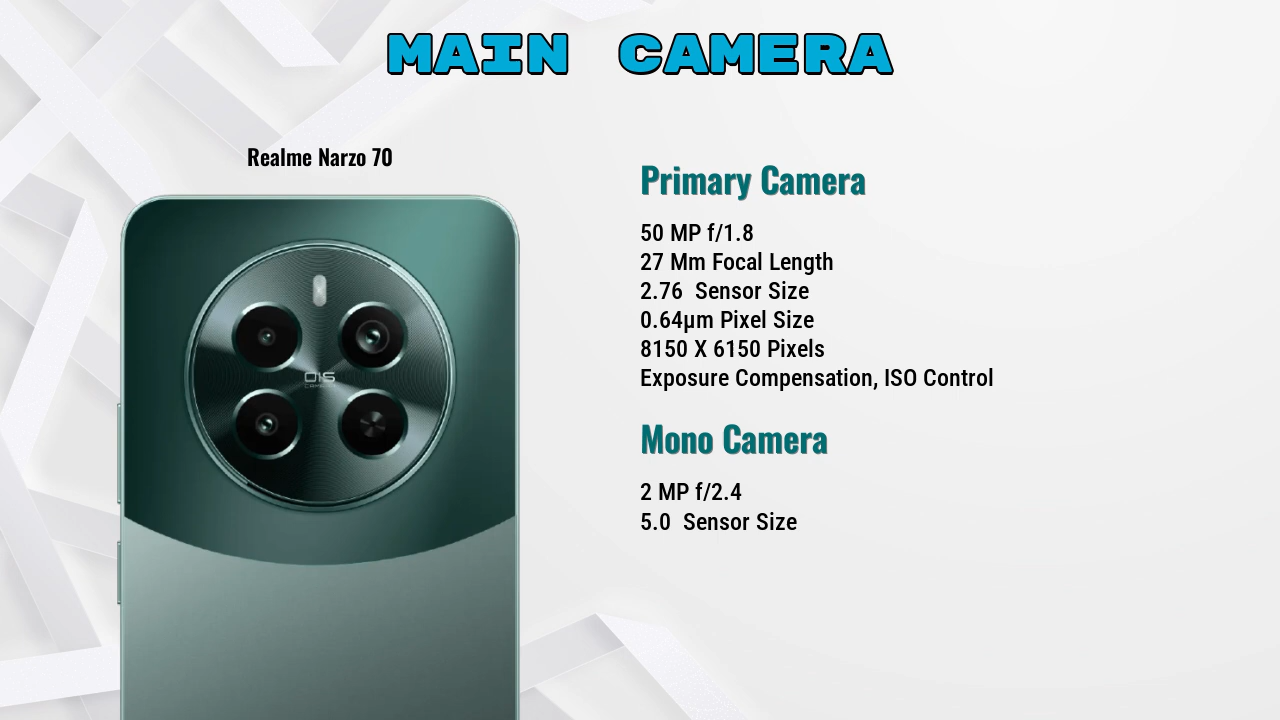 MAIN CAMERA
Realme Narzo 70
Primary Camera
50 MP f/1.8
27 Mm Focal Length
2.76  Sensor Size
0.64µm Pixel Size
8150 X 6150 Pixels
Exposure Compensation, ISO Control
OIS
CAMERA
Mono Camera
2 MP f/2.4
5.0  Sensor Size